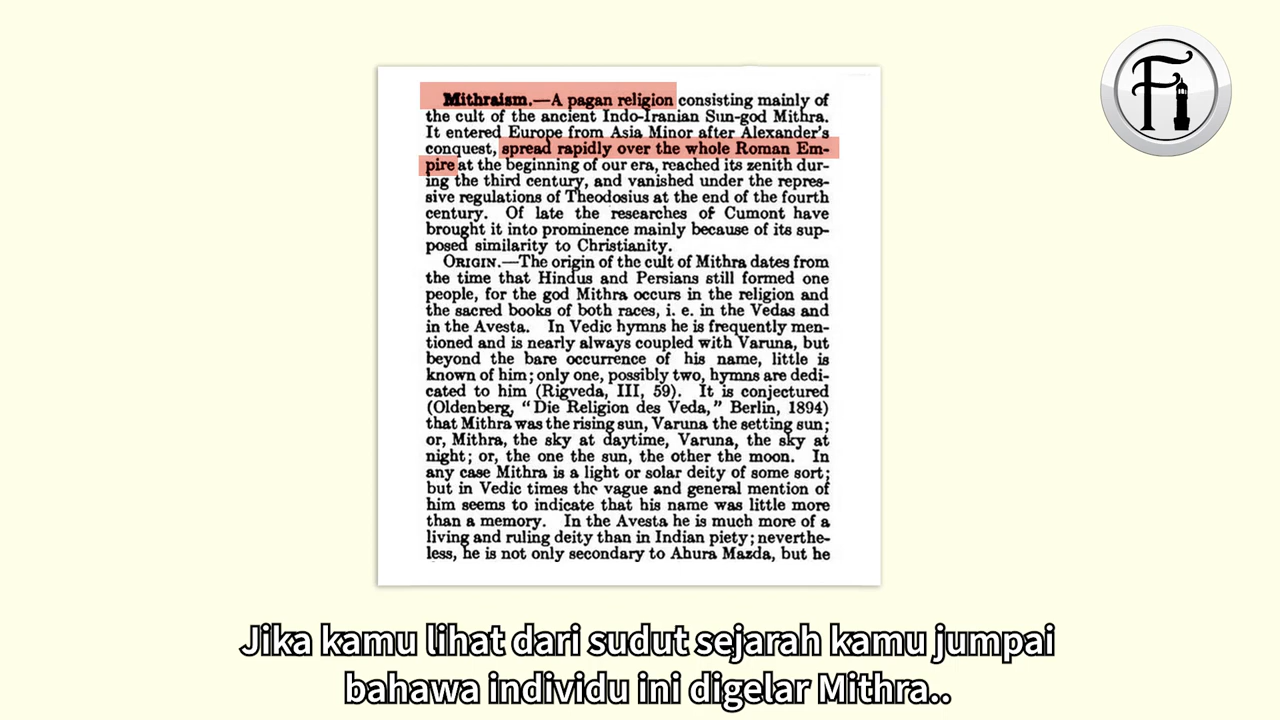 Fi
Mithraism.—A pagan religion consisting mainly of
the cult of the ancient Indo-Iranian Sun-god Mithra.
It entered Europe from Asia Minor after Alexander's
conquest, spread rapidly over the whole Roman Em-
pire at the beginning of our era, reached its zenith dur-
ing the third century, and vanished under the repres-
sive regulations of Theodosius at the end of the fourth
century. Of late the researches of Cumont have
brought it into prominence mainly because of its sup-
posed similarity to Christianity.
ORIGIN.—The origin of the cult of Mithra dates from
the time that Hindus and Persians still formed one
people, for the god Mithra occurs in the religion and
the sacred books of both races, i. e. in the Vedas and
in the Avesta. In Vedic hymns he is frequently men-
tioned and is nearly always coupled with Varuna, but
beyond the bare occurrence of his name, little is
known of him; only one, possibly two, hymns are dedi-
cated to him (Rigveda, III, 59). It is conjectured
(Oldenberg, "Die Religion des Veda," Berlin, 1894)
that Mithra was the rising sun, Varuna the setting sun;
or, Mithra, the sky at daytime, Varuna, the sky at
night; or, the one the sun, the other the moon. In
any case Mithra is a light or solar deity of some sort;
but in Vedic times the vague and general mention of
him seems to indicate that his name was little more
than a memory. In the Avesta he is much more of a
living and ruling deity than in Indian piety; neverthe-
less, he is not only secondary to Ahura Mazda, but he
Jika kamu lihat dari sudut sejarah kamu jumpai
bahawa individu ini digelar Mithra..